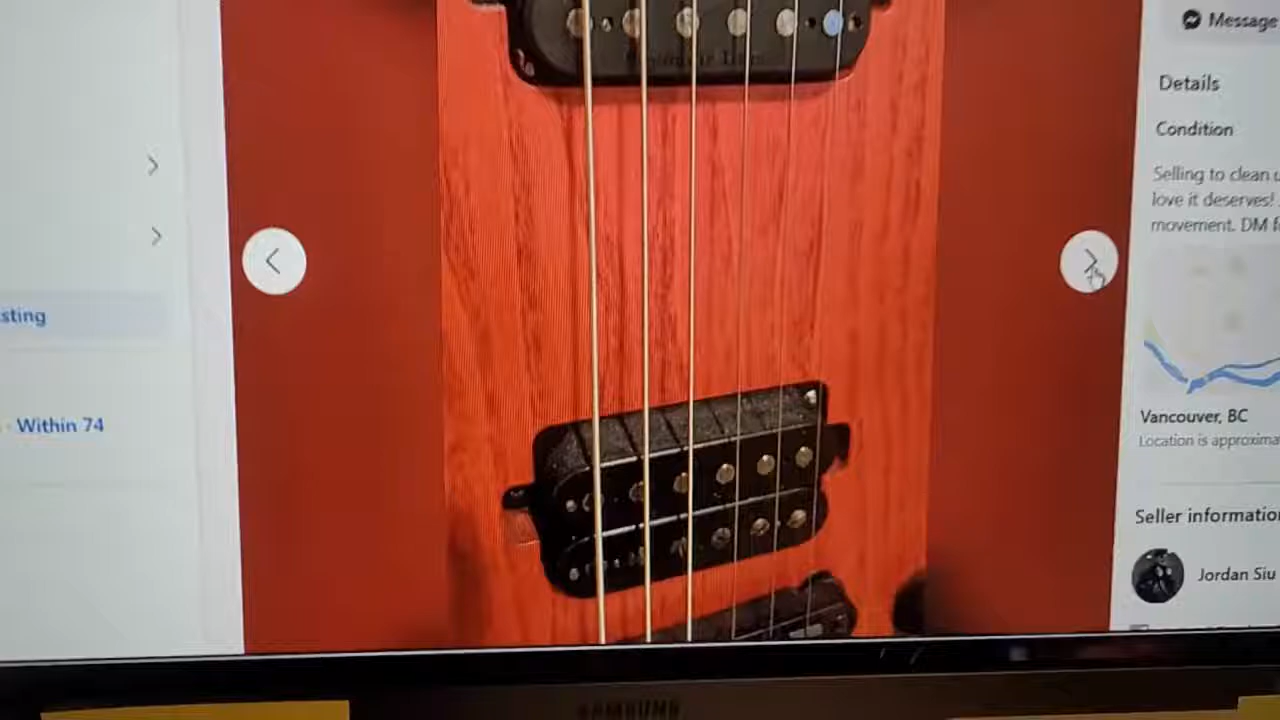 Message
Details
Condition
Selling to clean u
love it deserves!
movement. DM f
sting
· Within 74
Vancouver, BC
Location is approxima
Seller informatio
Jordan Siu
SAMSUNG